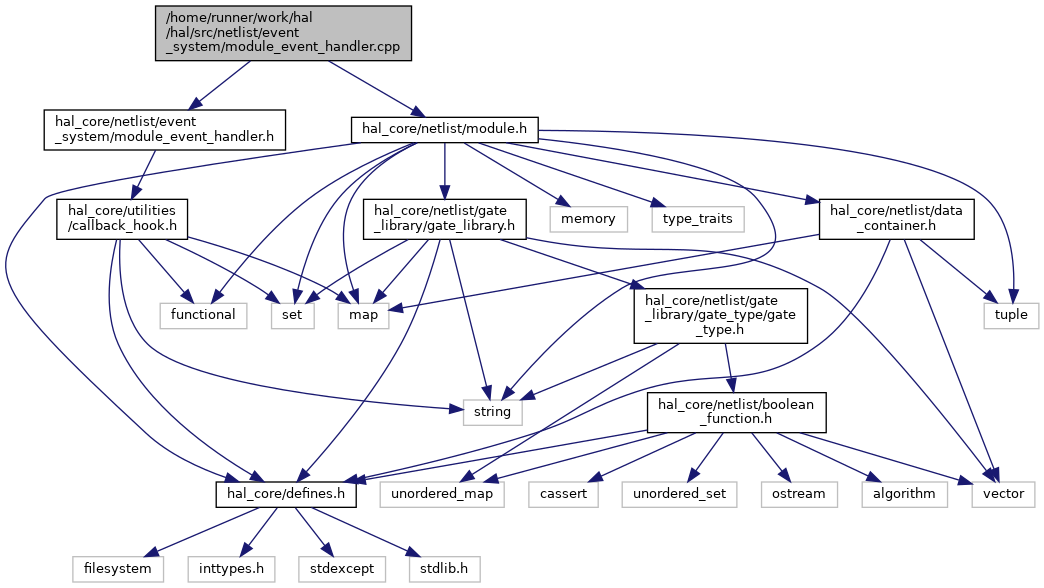 /home/runner/work/hal
/hal/src/netlist/event
_system/module_event_handler.cpp
hal_core/netlist/event
_system/module_event_handler.h
hal_core/netlist/module.h
hal_core/utilities
/callback_hook.h
hal_core/netlist/gate
_library/gate_library.h
memory
type_traits
hal_core/netlist/data
_container.h
functional
set
map
hal_core/netlist/gate
_library/gate_type/gate
_type.h
tuple
string
hal_core/netlist/boolean
_function.h
hal_core/defines.h
unordered_map
cassert
unordered_set
ostream
algorithm
vector
filesystem
inttypes.h
stdexcept
stdlib.h